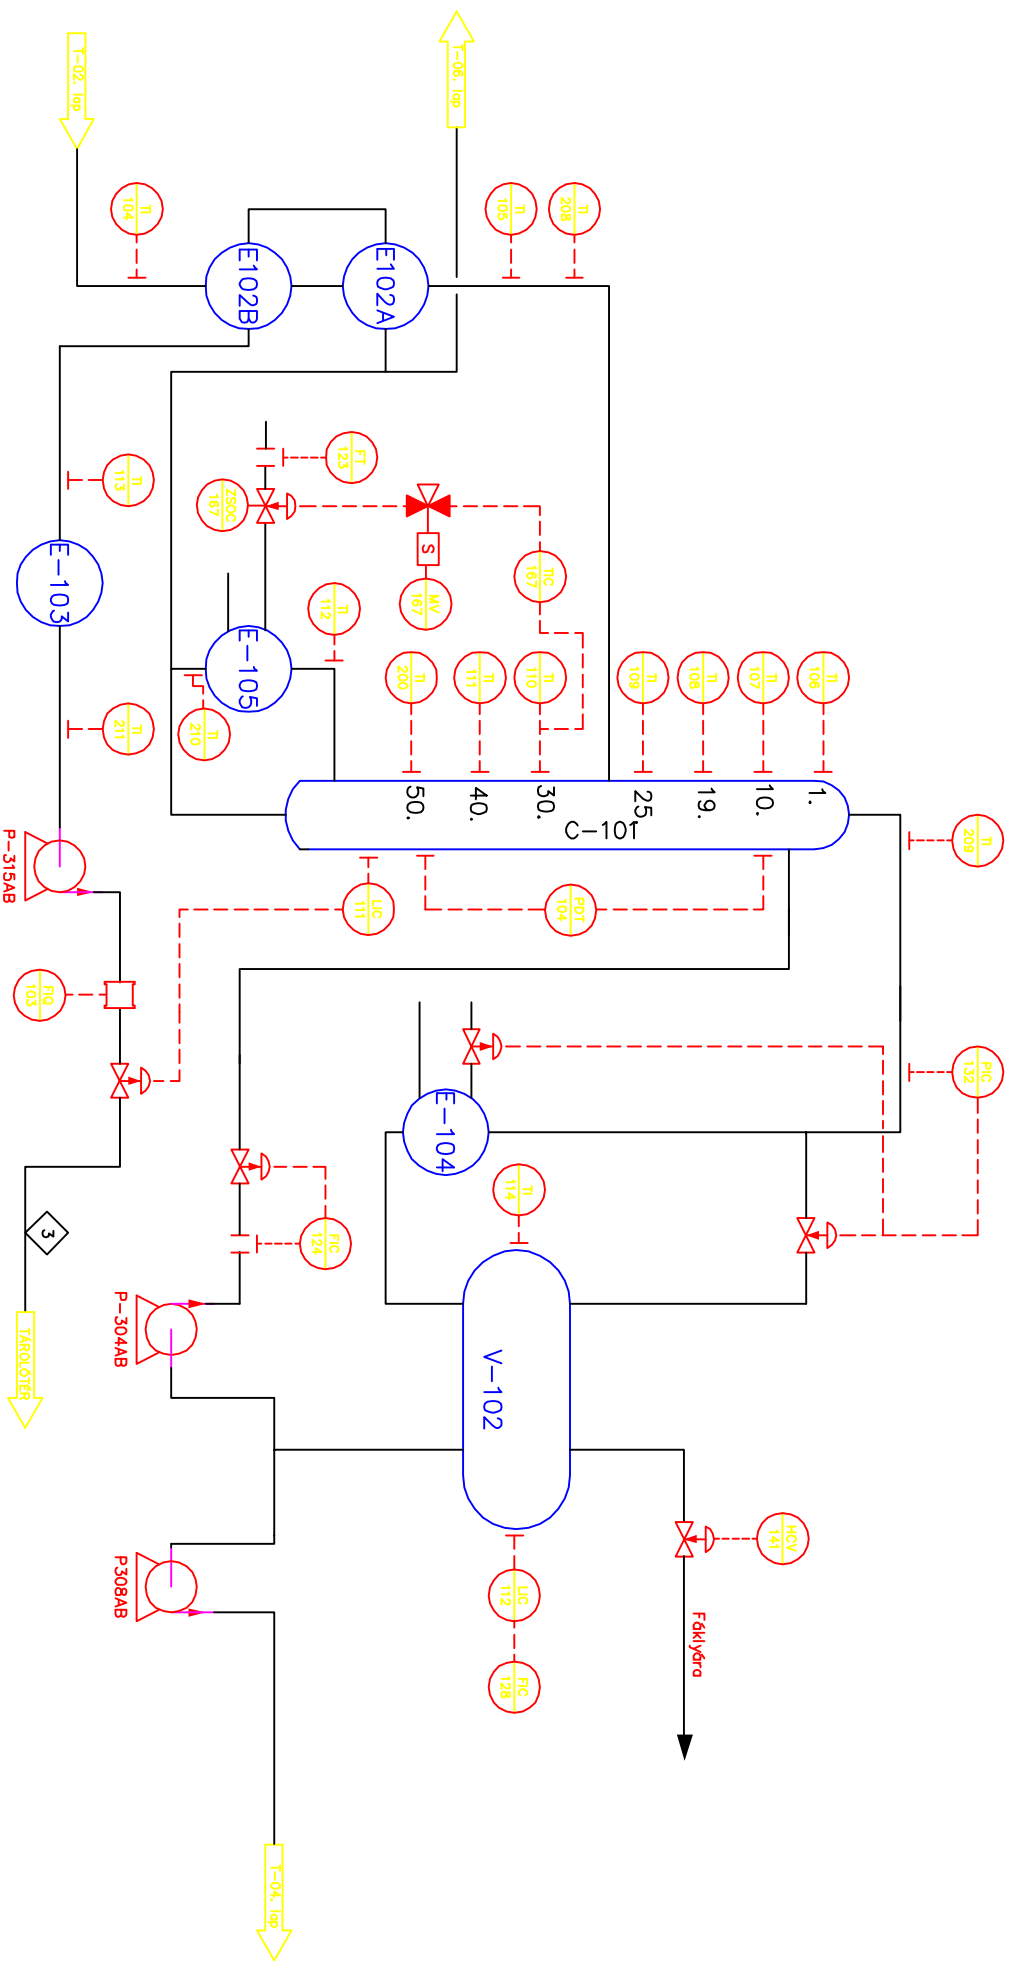 TI
208
PIC
132
TI
106
1.
HCV
141
TI
107
10.
TI
108
19.
Fáklyára
TI
109
25.
C-101
TI
208
PDT
104
TI
110
30.
TIC
167
TI
105
TI
114
LIC
112
FIC
128
V-102
TI
111
40.
T-06. lap
E-104
MV
167
S
TI
200
50.
E102A
LIC
111
FT
123
TI
112
FIC
124
E102B
E-105
T-04. lap
ZSOC
167
TI
210
TI
104
TI
113
TI
211
P-304AB
P308AB
T-02. lap
E-103
3
FIQ
103
TÁROLÓTÉR
P-315AB